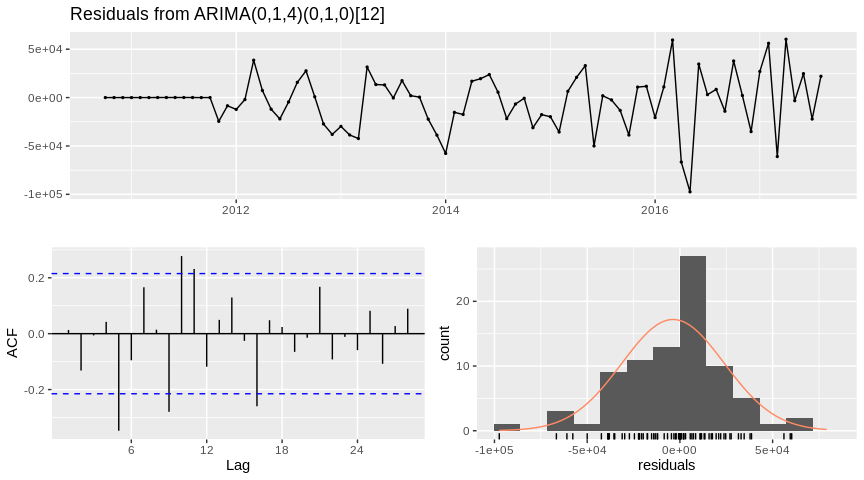 Residuals from ARIMA(0,1,4)(0,1,0)[12]
5e+04
0e+00
-5e+04
-1e+05
2012 2014 2016
ACF
0.2
0.0
-0.2
6 12 18 24
Lag
count
20
10
0
-1e+05 -5e+04 0e+00 5e+04
residuals